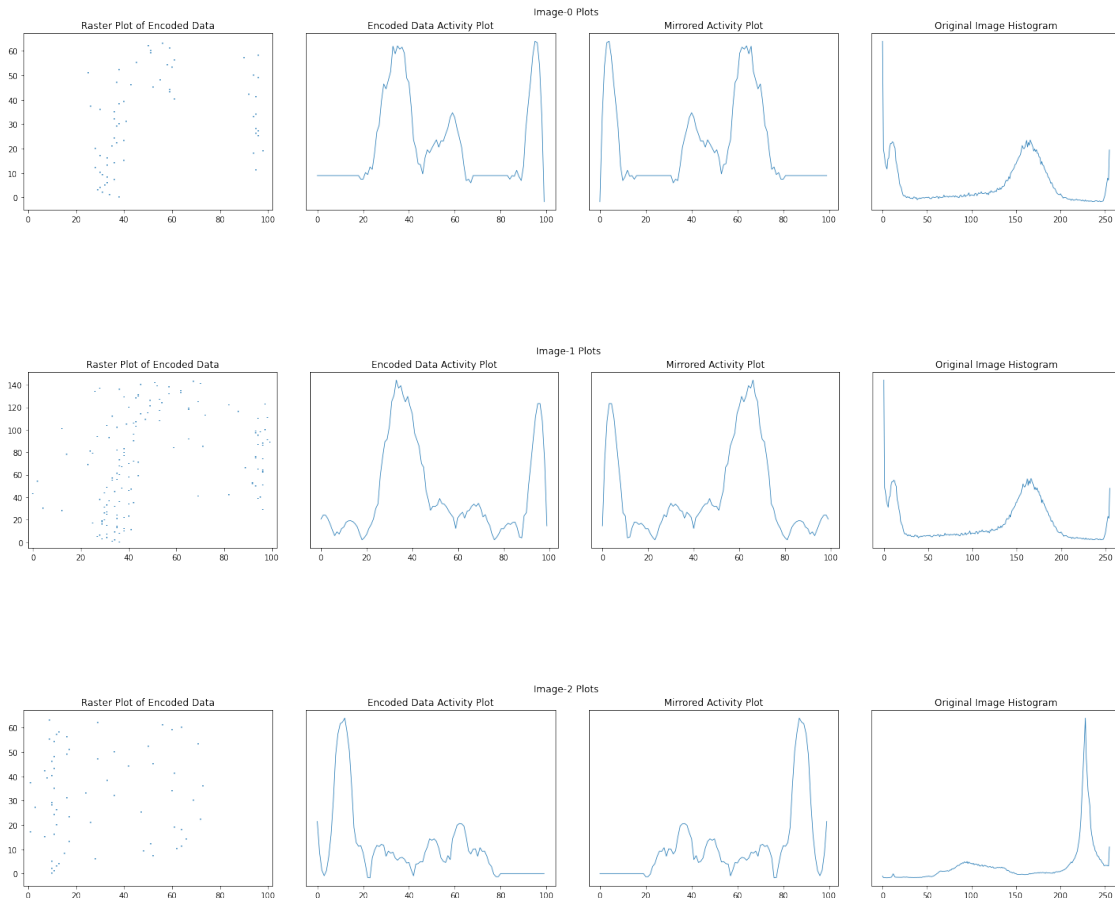 Image-0 Plots
Raster Plot of Encoded Data
Encoded Data Activity Plot
Mirrored Activity Plot
Original Image Histogram
60
50
40
30
20
10
0
0 20 40 60 80 100
0 20 40 60 80 100
0 20 40 60 80 100
0 50 100 150 200 250
Image-1 Plots
Raster Plot of Encoded Data
Encoded Data Activity Plot
Mirrored Activity Plot
Original Image Histogram
140
120
100
80
60
40
20
0
0 20 40 60 80 100
0 20 40 60 80 100
0 20 40 60 80 100
0 50 100 150 200 250
Image-2 Plots
Raster Plot of Encoded Data
Encoded Data Activity Plot
Mirrored Activity Plot
Original Image Histogram
60
50
40
30
20
10
0
0 20 40 60 80 100
0 20 40 60 80 100
0 20 40 60 80 100
0 50 100 150 200 250